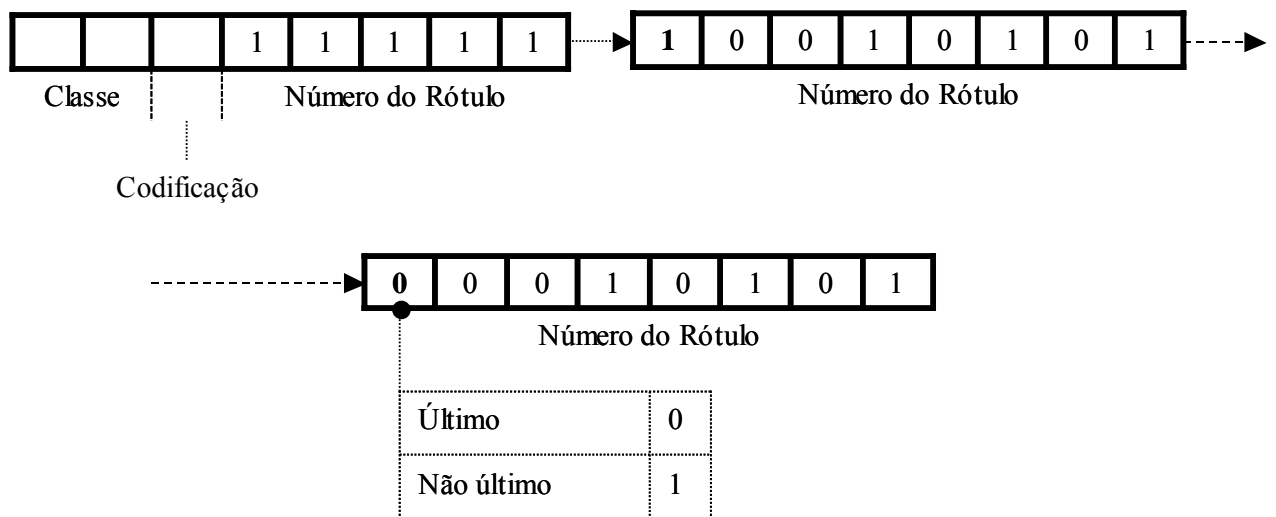 1 1 1 1 1 1 0 0 1 0 1 0 1
Classe Número do Rótulo Número do Rótulo
Codificação
0 0 0 1 0 1 0 1
Número do Rótulo
Último 0
Não último 1